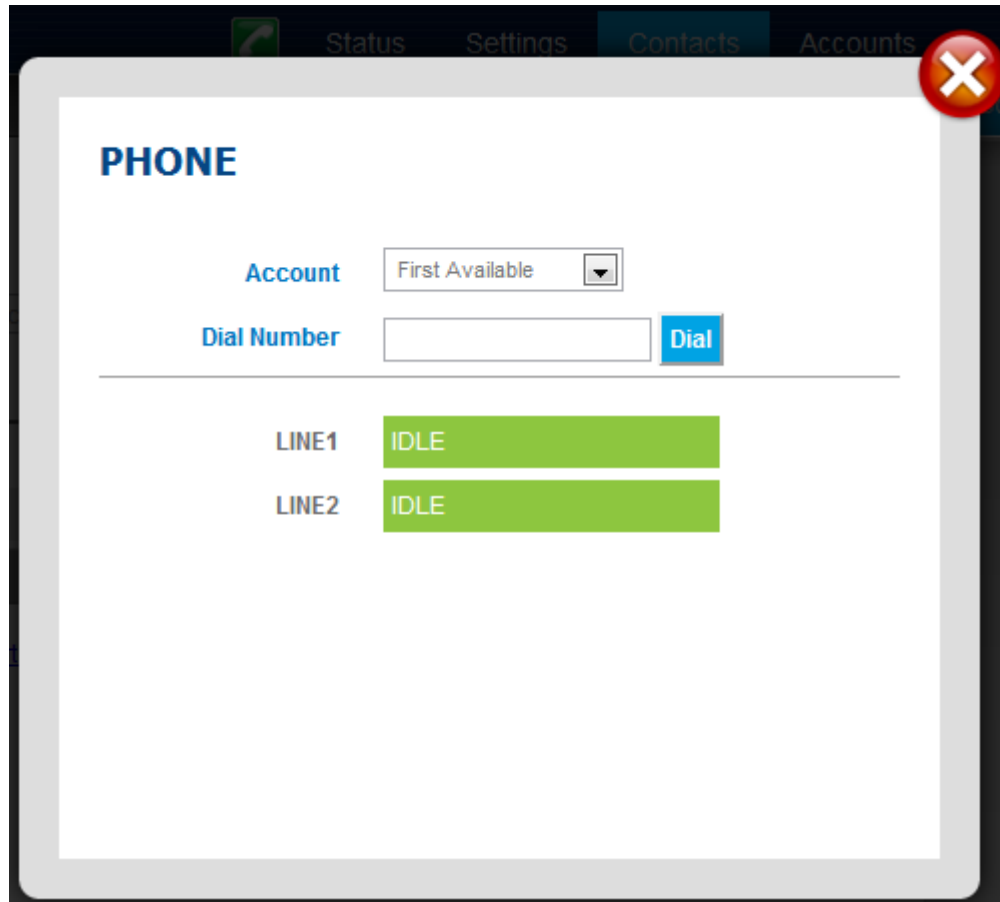 Status Settings Contacts Accounts
PHONE
Account First Available
Dial Number Dial
LINE1 IDLE
LINE2 IDLE